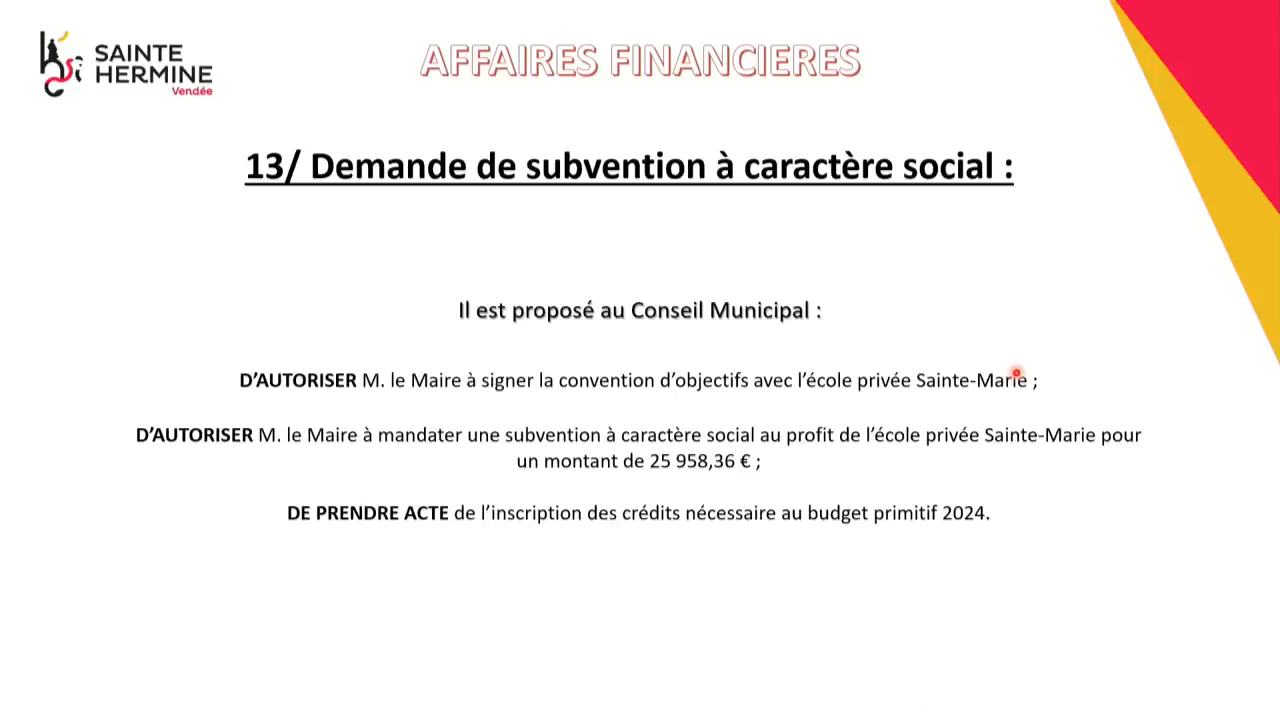 SAINTE
HERMINE
Vendée
AFFAIRES FINANCIERES
13/ Demande de subvention à caractère social :
Il est proposé au Conseil Municipal :
D’AUTORISER M. le Maire à signer la convention d’objectifs avec l’école privée Sainte-Marie ;
D’AUTORISER M. le Maire à mandater une subvention à caractère social au profit de l’école privée Sainte-Marie pour
un montant de 25 958,36 € ;
DE PRENDRE ACTE de l’inscription des crédits nécessaire au budget primitif 2024.